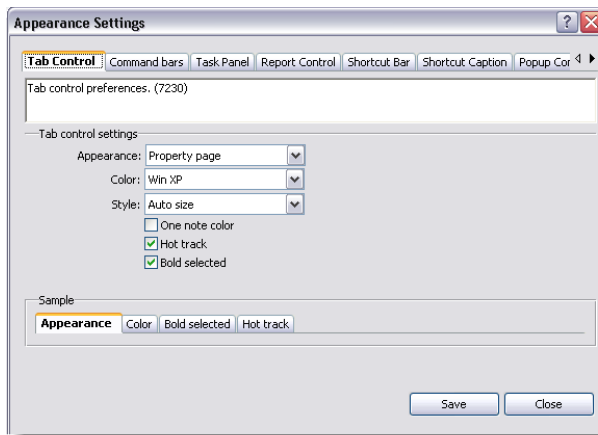 Appearance Settings
Tab Control Command bars Task Panel Report Control Shortcut Bar Shortcut Caption Popup Cor
Tab control preferences. (7230)
Tab control settings
Appearance: Property page
Color: Win XP
Style: Auto size
One note color
Hot track
Bold selected
Sample
Appearance Color Bold selected Hot track
Save Close